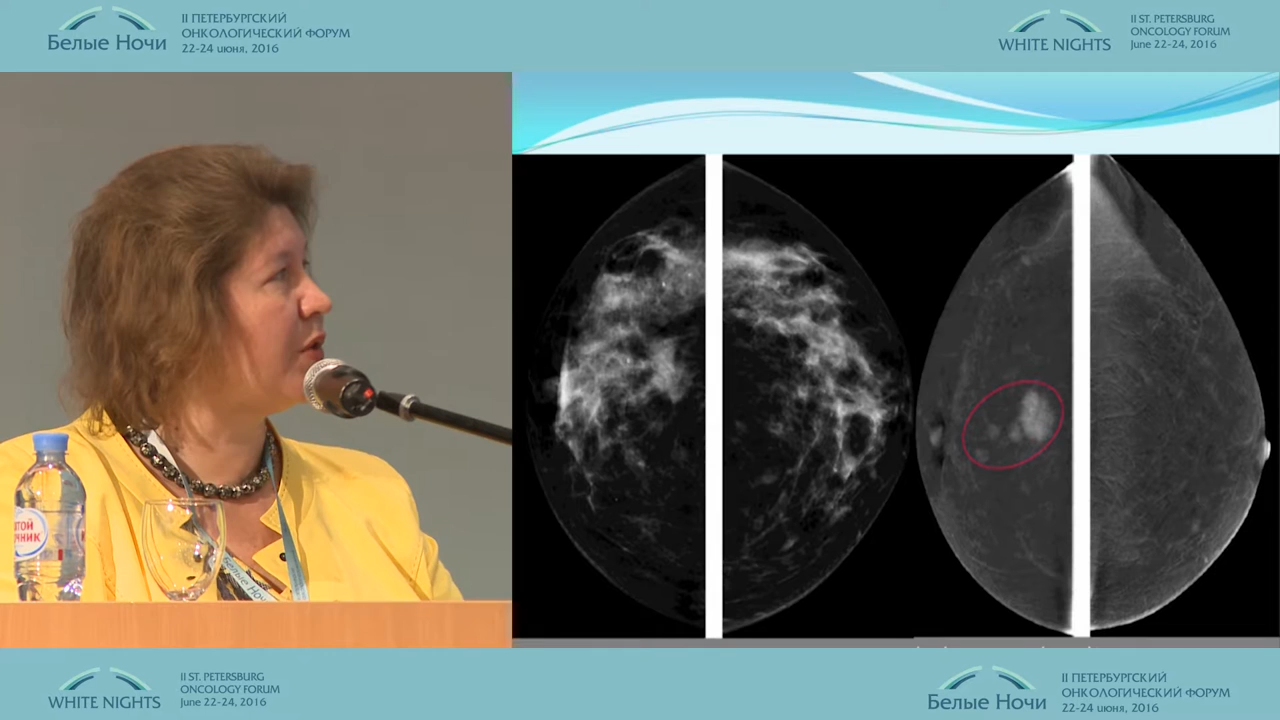 Белые Ночи
II ПЕТЕРБУРГСКИЙ
ОНКОЛОГИЧЕСКИЙ ФОРУМ
22-24 июня, 2016
WHITE NIGHTS
II ST. PETERSBURG
ONCOLOGY FORUM
June 22-24, 2016
Белые Ночи
WHITE NIGHTS
II ST. PETERSBURG
ONCOLOGY FORUM
June 22-24, 2016
Белые Ночи
II ПЕТЕРБУРГСКИЙ
ОНКОЛОГИЧЕСКИЙ ФОРУМ
22-24 июня, 2016